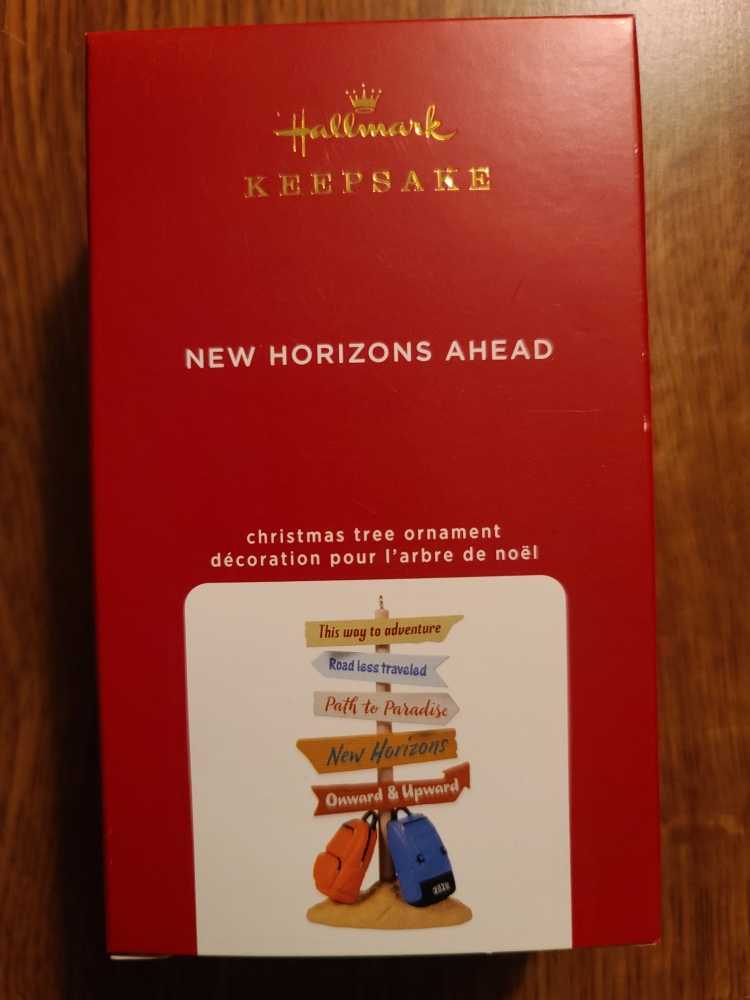 Hallmark
KEEPSAKE
NEW HORIZONS AHEAD
christmas tree ornament
décoration pour l'arbre de noël
This way to adventure
Road less traveled
Path to Paradise
New Horizons
Onward & Upward
2020